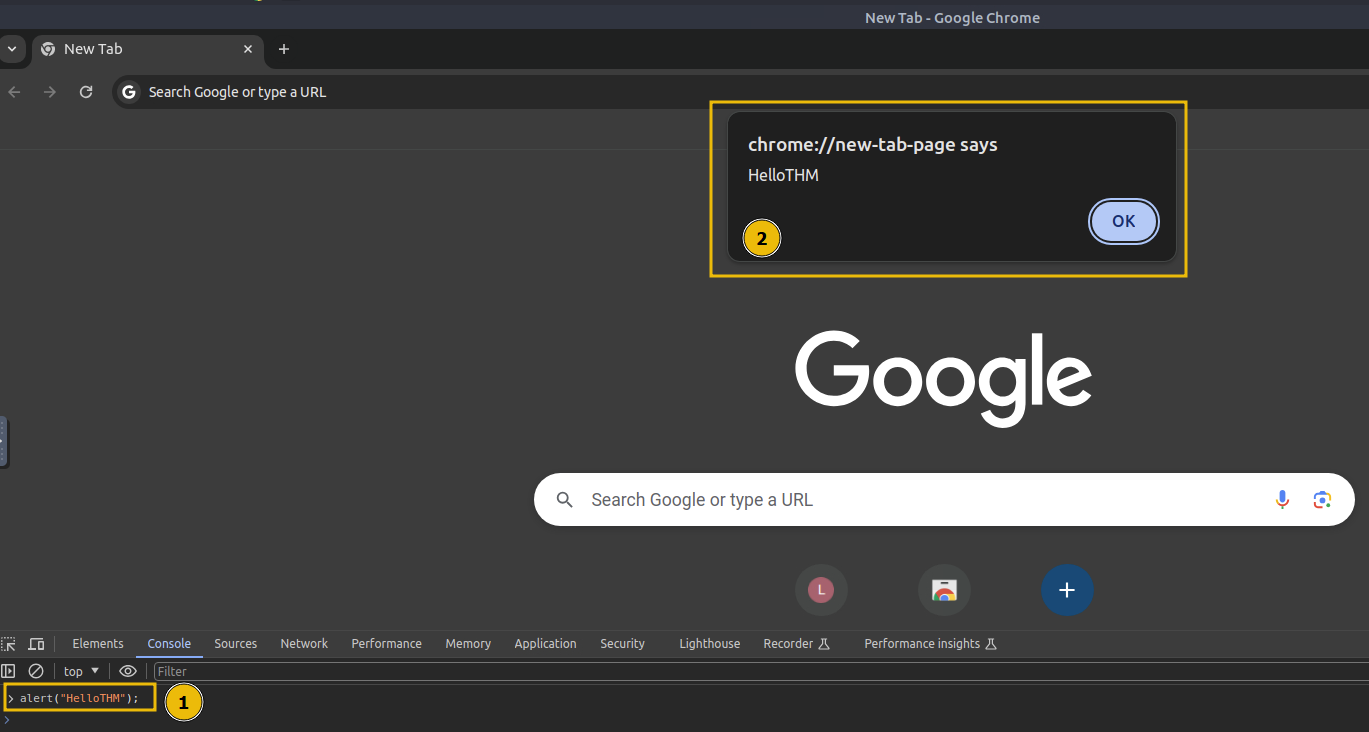 New Tab - Google Chrome
New Tab
G Search Google or type a URL
chrome://new-tab-page says
HelloTHM
OK
2
Google
Search Google or type a URL
L
Elements Console Sources Network Performance Memory Application Security Lighthouse Recorder Performance insights
top Filter
> alert("HelloTHM");
1
>